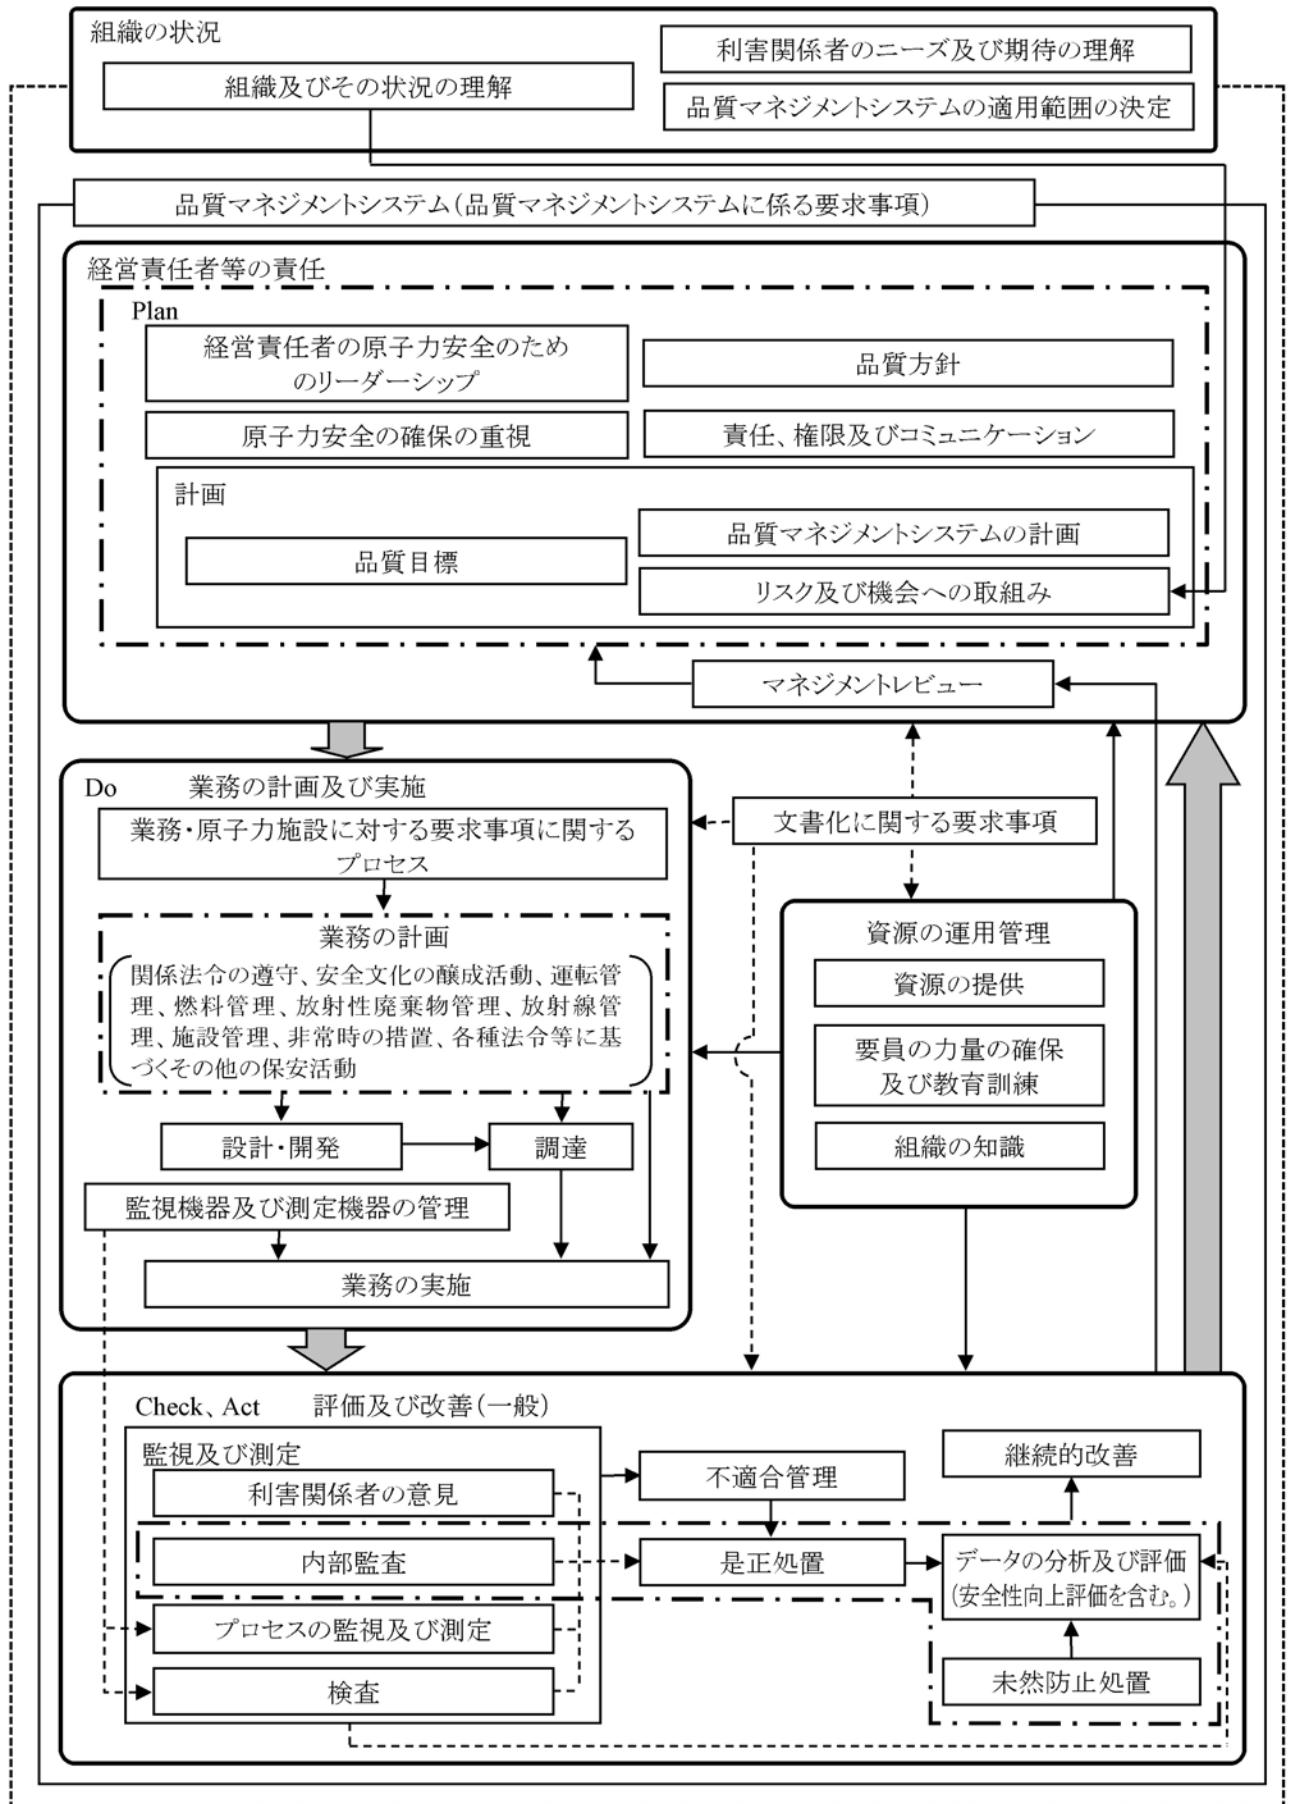 組織の状況
利害関係者のニーズ及び期待の理解
組織及びその状況の理解
品質マネジメントシステムの適用範囲の決定
品質マネジメントシステム(品質マネジメントシステムに係る要求事項)
経営責任者等の責任
Plan
経営責任者の原子力安全のため
のリーダーシップ
品質方針
原子力安全の確保の重視
責任、権限及びコミュニケーション
計画
品質マネジメントシステムの計画
品質目標
リスク及び機会への取組み
マネジメントレビュー
Do 業務の計画及び実施
業務・原子力施設に対する要求事項に関する
プロセス
文書化に関する要求事項
業務の計画
関係法令の遵守、安全文化の醸成活動、運転管
理、燃料管理、放射性廃棄物管理、放射線管
理、施設管理、非常時の措置、各種法令等に基
づくその他の保安活動
資源の運用管理
資源の提供
要員の力量の確保
及び教育訓練
組織の知識
設計・開発
調達
監視機器及び測定機器の管理
業務の実施
Check、Act 評価及び改善(一般)
監視及び測定
利害関係者の意見
内部監査
プロセスの監視及び測定
検査
不適合管理
是正処置
継続的改善
データの分析及び評価
(安全性向上評価を含む。)
未然防止処置